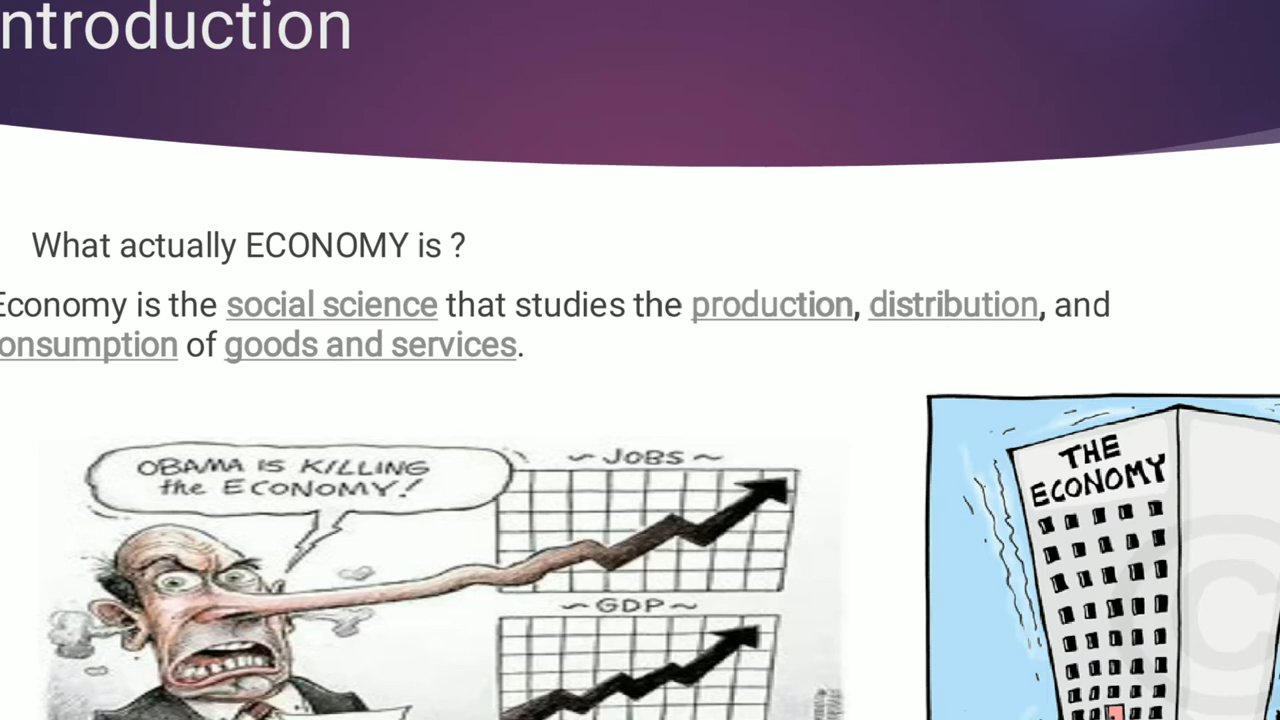 ntroduction
What actually ECONOMY is ?
Economy is the social science that studies the production, distribution, and
onsumption of goods and services.
OBAMA IS KILLING
the ECONOMY!
~ JOBS ~
~ GDP ~
THE
ECONOMY